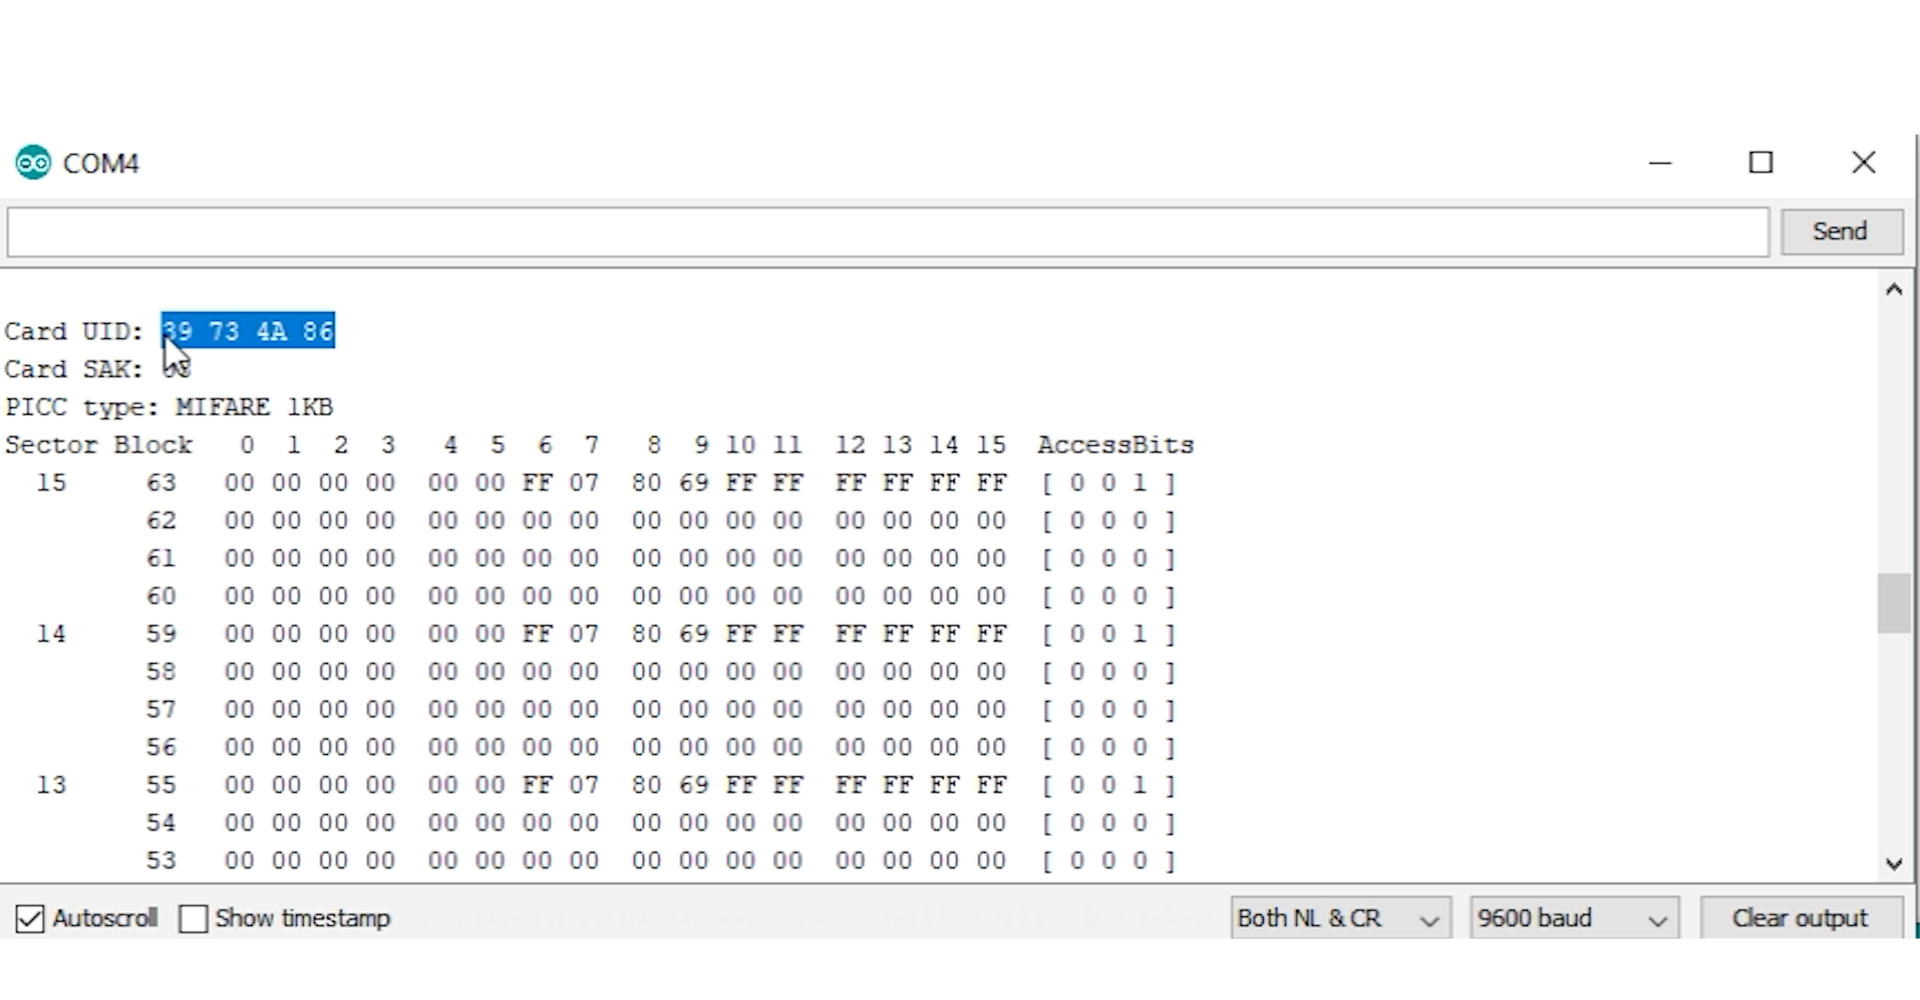 COM4
Send
Card UID: 39 73 4A 86
Card SAK: 08
PICC type: MIFARE 1KB
Sector Block 0 1 2 3 4 5 6 7 8 9 10 11 12 13 14 15 AccessBits
15 63 00 00 00 00 00 00 FF 07 80 69 FF FF FF FF FF FF [ 0 0 1 ]
62 00 00 00 00 00 00 00 00 00 00 00 00 00 00 00 00 [ 0 0 0 ]
61 00 00 00 00 00 00 00 00 00 00 00 00 00 00 00 00 [ 0 0 0 ]
60 00 00 00 00 00 00 00 00 00 00 00 00 00 00 00 00 [ 0 0 0 ]
14 59 00 00 00 00 00 00 FF 07 80 69 FF FF FF FF FF FF [ 0 0 1 ]
58 00 00 00 00 00 00 00 00 00 00 00 00 00 00 00 00 [ 0 0 0 ]
57 00 00 00 00 00 00 00 00 00 00 00 00 00 00 00 00 [ 0 0 0 ]
56 00 00 00 00 00 00 00 00 00 00 00 00 00 00 00 00 [ 0 0 0 ]
13 55 00 00 00 00 00 00 FF 07 80 69 FF FF FF FF FF FF [ 0 0 1 ]
54 00 00 00 00 00 00 00 00 00 00 00 00 00 00 00 00 [ 0 0 0 ]
53 00 00 00 00 00 00 00 00 00 00 00 00 00 00 00 00 [ 0 0 0 ]
Autoscroll Show timestamp Both NL & CR 9600 baud Clear output